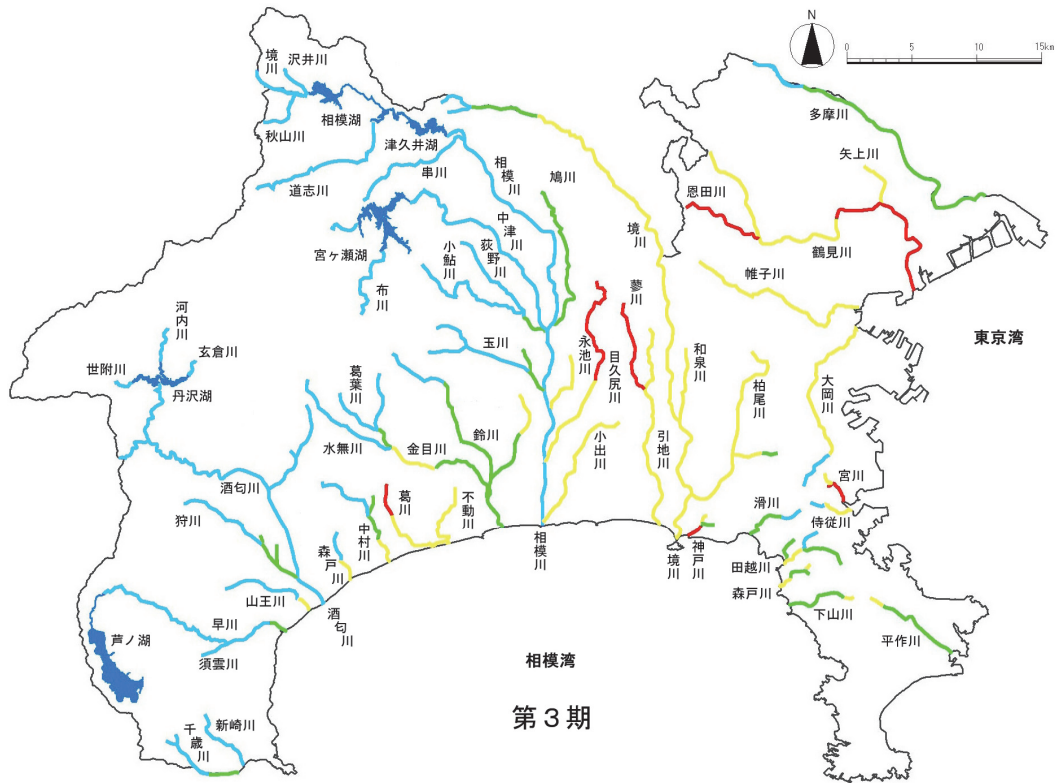 N
0 5 10 15
境川
沢井川
相模湖
津久井湖
秋山川
道志川
串川
相模川
鳩川
多摩川
矢上川
恩田川
鶴見川
境川
帷子川
中津川
荻野川
小鮎川
宮ヶ瀬湖
布川
蓼川
永池川
目久尻川
和泉川
柏尾川
大岡川
東京湾
河内川
玄倉川
世附川
丹沢湖
玉川
葛葉川
水無川
金目川
鈴川
小出川
引地川
酒匂川
狩川
中村川
葛川
不動川
森戸川
宮川
滑川
侍従川
相模川
境川
神戸川
田越川
森戸川
下山川
平作川
山王川
酒匂川
早川
芦ノ湖
須雲川
相模湾
千歳川
新崎川
第3期